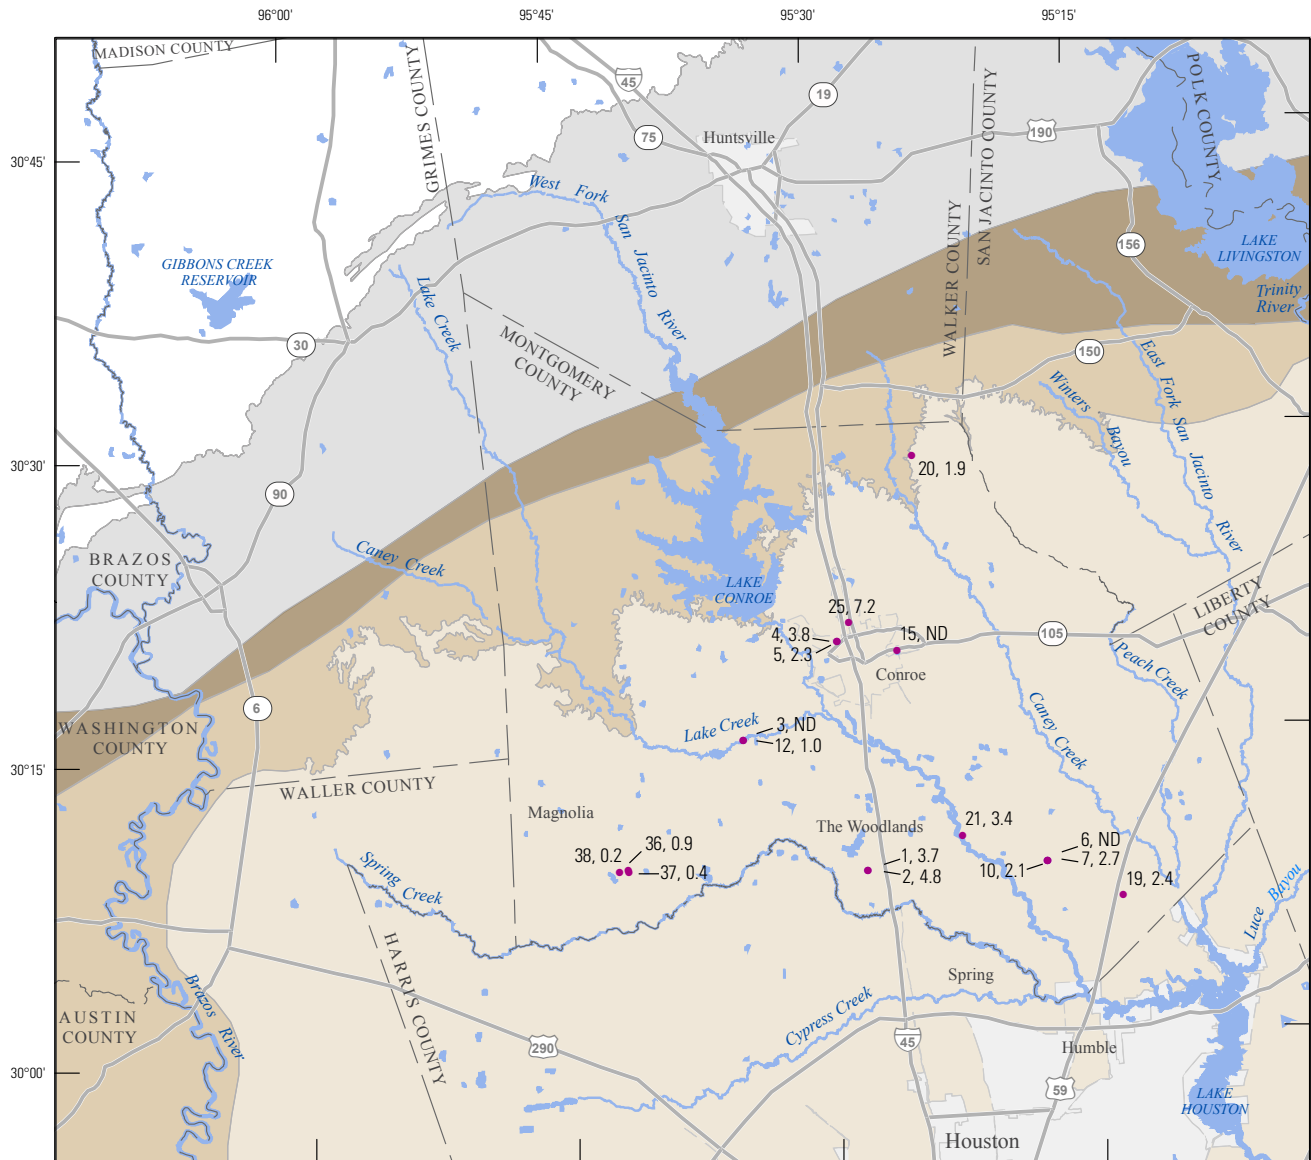 96°00'
95°45'
95°30'
95°15'
MADISON COUNTY
GRIMES COUNTY
45
19
75
Huntsville
SAN JACINTO COUNTY
190
POLK COUNTY
30°45'
West Fork San Jacinto River
WALKER COUNTY
156
LAKE
LIVINGSTON
GIBBONS CREEK
RESERVOIR
Lake Creek
Trinity
River
30
MONTGOMERY
COUNTY
150
East Fork San Jacinto River
Winters Bayou
30°30'
20, 1.9
90
BRAZOS
COUNTY
Caney Creek
LAKE
CONROE
LIBERTY
COUNTY
25, 7.2
4, 3.8
5, 2.3
15, ND
105
Conroe
Peach Creek
6
WASHINGTON
COUNTY
Lake Creek
3, ND
12, 1.0
Caney Creek
30°15'
WALLER COUNTY
Magnolia
The Woodlands
21, 3.4
36, 0.9
38, 0.2
37, 0.4
1, 3.7
2, 4.8
6, ND
7, 2.7
10, 2.1
19, 2.4
Spring Creek
Luce Bayou
HARRIS COUNTY
Spring
Brazos River
Cypress Creek
AUSTIN
COUNTY
290
45
Humble
30°00'
59
LAKE
HOUSTON
Houston